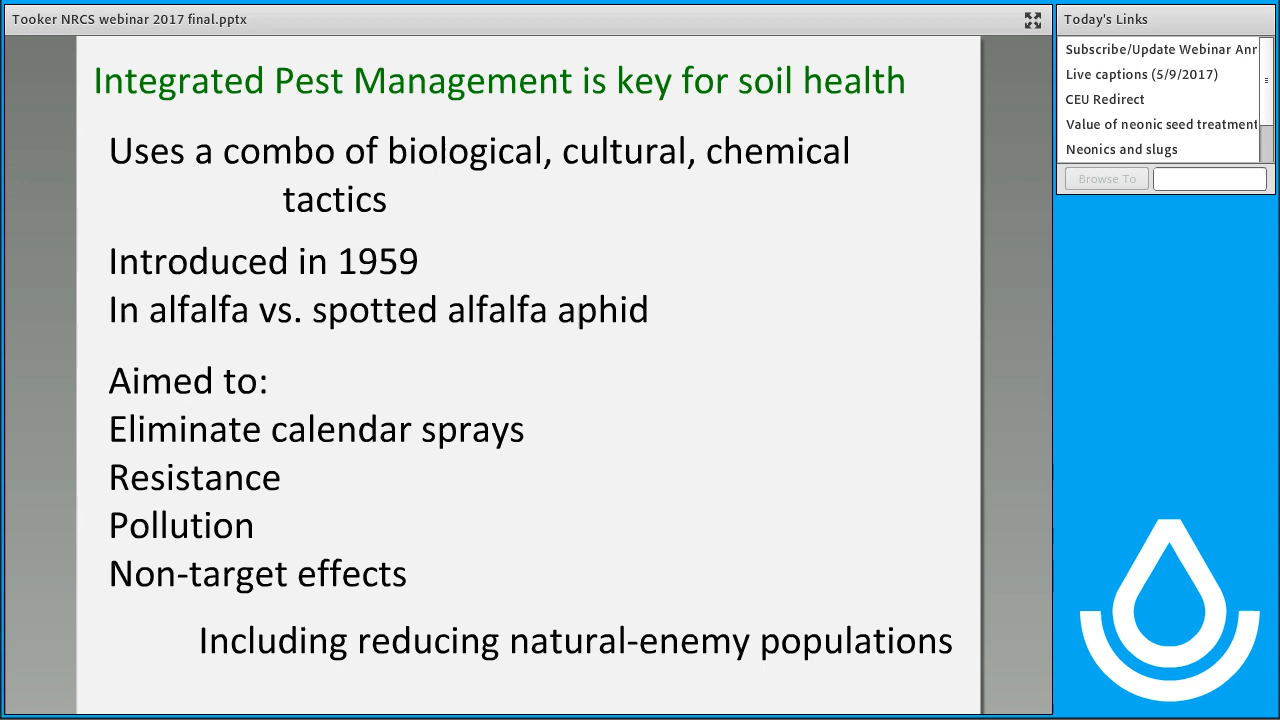 Tooker NRCS webinar 2017 final.pptx
Integrated Pest Management is key for soil health
Uses a combo of biological, cultural, chemical
tactics
Introduced in 1959
In alfalfa vs. spotted alfalfa aphid
Aimed to:
Eliminate calendar sprays
Resistance
Pollution
Non-target effects
Including reducing natural-enemy populations
Today's Links
Subscribe/Update Webinar Anr
Live captions (5/9/2017)
CEU Redirect
Value of neonic seed treatment
Neonics and slugs
Browse To